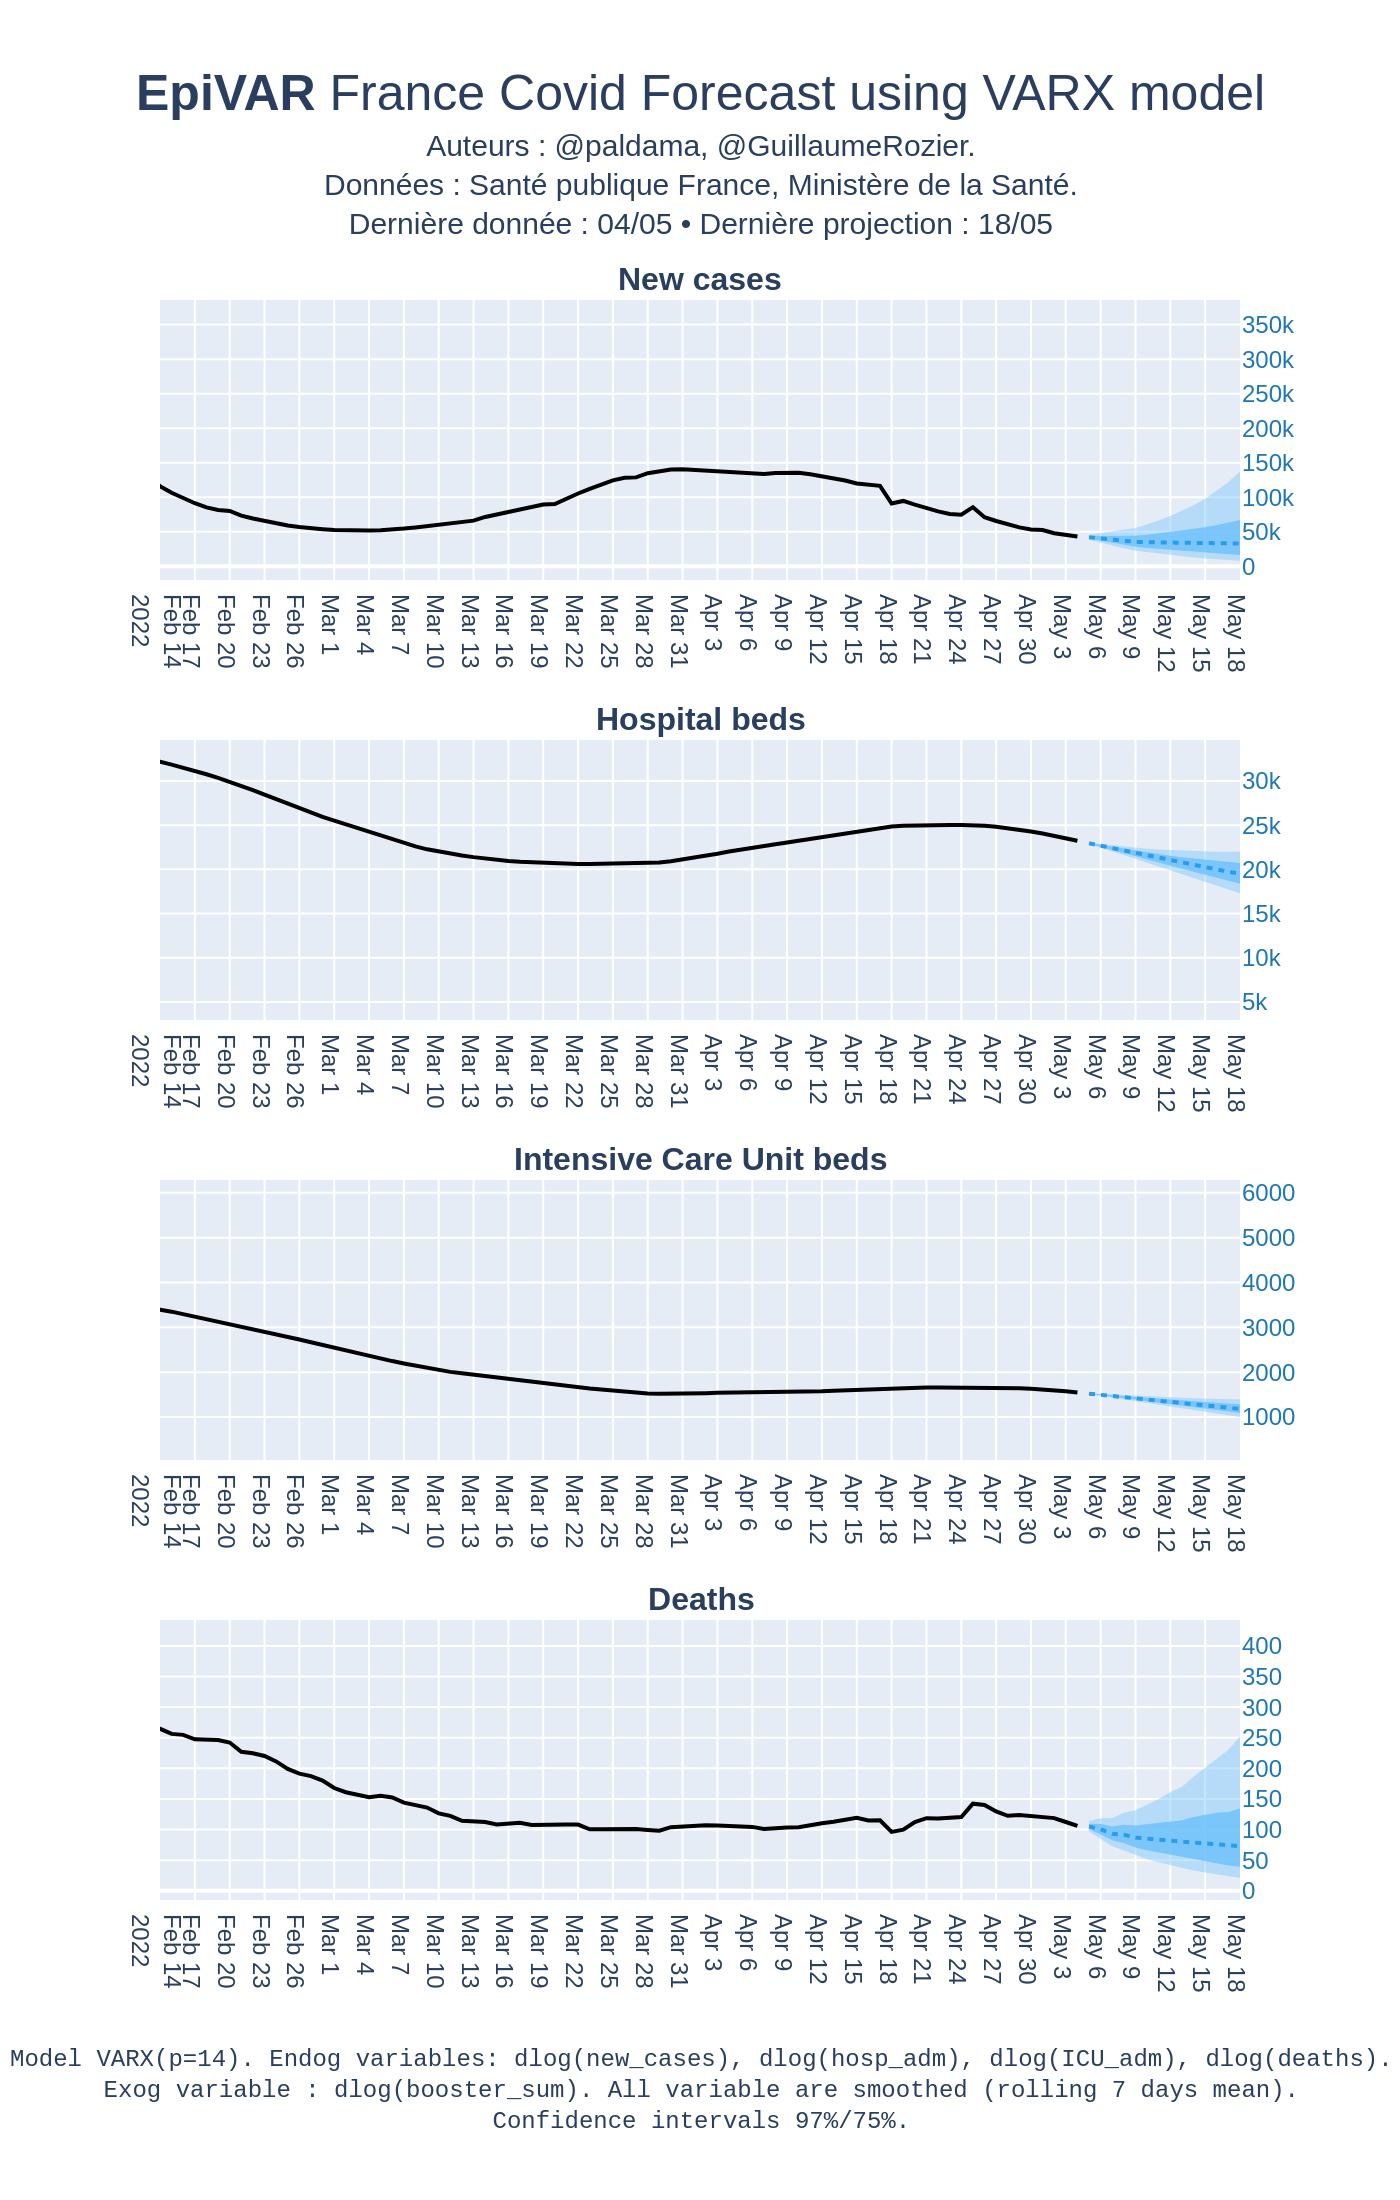 EpiVAR France Covid Forecast using VARX model
Auteurs : @paldama, @GuillaumeRozier.
Données : Santé publique France, Ministère de la Santé.
Dernière donnée : 04/05 • Dernière projection : 18/05
New cases
350k
300k
250k
200k
150k
100k
50k
0
Feb 14
2022
Feb 17
Feb 20
Feb 23
Feb 26
Mar 1
Mar 4
Mar 7
Mar 10
Mar 13
Mar 16
Mar 19
Mar 22
Mar 25
Mar 28
Mar 31
Apr 3
Apr 6
Apr 9
Apr 12
Apr 15
Apr 18
Apr 21
Apr 24
Apr 27
Apr 30
May 3
May 6
May 9
May 12
May 15
May 18
Hospital beds
30k
25k
20k
15k
10k
5k
Feb 14
2022
Feb 17
Feb 20
Feb 23
Feb 26
Mar 1
Mar 4
Mar 7
Mar 10
Mar 13
Mar 16
Mar 19
Mar 22
Mar 25
Mar 28
Mar 31
Apr 3
Apr 6
Apr 9
Apr 12
Apr 15
Apr 18
Apr 21
Apr 24
Apr 27
Apr 30
May 3
May 6
May 9
May 12
May 15
May 18
Intensive Care Unit beds
6000
5000
4000
3000
2000
1000
Feb 14
2022
Feb 17
Feb 20
Feb 23
Feb 26
Mar 1
Mar 4
Mar 7
Mar 10
Mar 13
Mar 16
Mar 19
Mar 22
Mar 25
Mar 28
Mar 31
Apr 3
Apr 6
Apr 9
Apr 12
Apr 15
Apr 18
Apr 21
Apr 24
Apr 27
Apr 30
May 3
May 6
May 9
May 12
May 15
May 18
Deaths
400
350
300
250
200
150
100
50
0
Feb 14
2022
Feb 17
Feb 20
Feb 23
Feb 26
Mar 1
Mar 4
Mar 7
Mar 10
Mar 13
Mar 16
Mar 19
Mar 22
Mar 25
Mar 28
Mar 31
Apr 3
Apr 6
Apr 9
Apr 12
Apr 15
Apr 18
Apr 21
Apr 24
Apr 27
Apr 30
May 3
May 6
May 9
May 12
May 15
May 18
Model VARX(p=14). Endog variables: dlog(new_cases), dlog(hosp_adm), dlog(ICU_adm), dlog(deaths).
Exog variable : dlog(booster_sum). All variable are smoothed (rolling 7 days mean).
Confidence intervals 97%/75%.